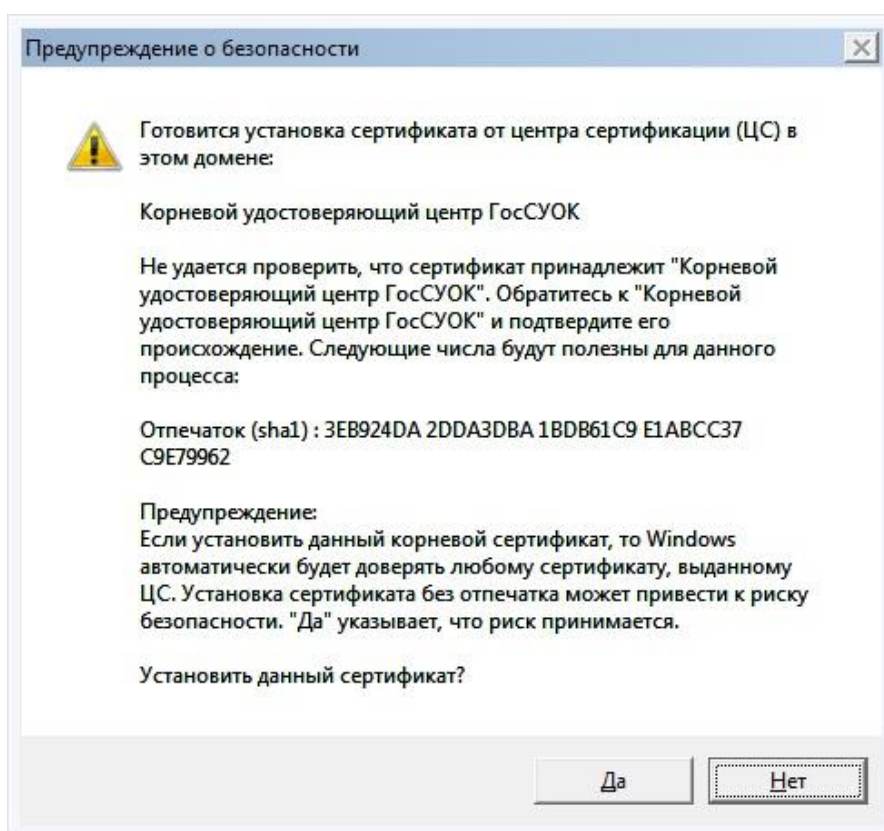 Предупреждение о безопасности
Готовится установка сертификата от центра сертификации (ЦС) в
этом домене:
Корневой удостоверяющий центр ГосСУОК
Не удается проверить, что сертификат принадлежит "Корневой
удостоверяющий центр ГосСУОК". Обратитесь к "Корневой
удостоверяющий центр ГосСУОК" и подтвердите его
происхождение. Следующие числа будут полезны для данного
процесса:
Отпечаток (sha1) : 3EB924DA 2DDA3DBA 1BDB61C9 E1ABCC37
C9E79962
Предупреждение:
Если установить данный корневой сертификат, то Windows
автоматически будет доверять любому сертификату, выданному
ЦС. Установка сертификата без отпечатка может привести к риску
безопасности. "Да" указывает, что риск принимается.
Установить данный сертификат?
Да
Нет